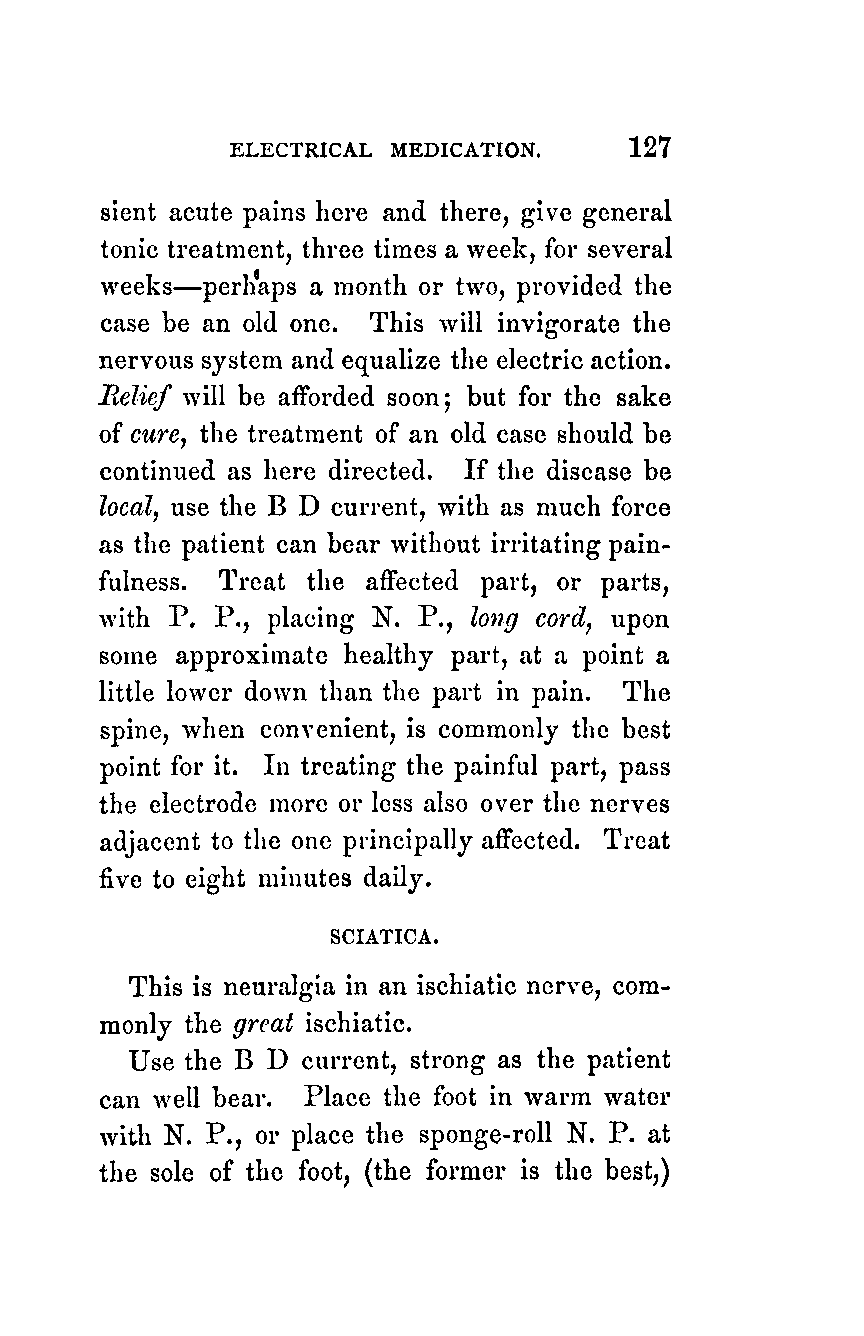 ELECTRICAL MEDICATION. 127
sient acute pains here and there, give general
tonic treatment, three times a week, for several
weeks—perhaps a month or two, provided the
case be an old one. This will invigorate the
nervous system and equalize the electric action.
Relief will be afforded soon; but for the sake
of cure, the treatment of an old case should be
continued as here directed. If the disease be
local, use the B D current, with as much force
as the patient can bear without irritating pain-
fulness. Treat the affected part, or parts,
with P. P., placing N. P., long cord, upon
some approximate healthy part, at a point a
little lower down than the part in pain. The
spine, when convenient, is commonly the best
point for it. In treating the painful part, pass
the electrode more or less also over the nerves
adjacent to the one principally affected. Treat
five to eight minutes daily.
SCIATICA.
This is neuralgia in an ischiatic nerve, com-
monly the great ischiatic.
Use the B D current, strong as the patient
can well bear. Place the foot in warm water
with N. P., or place the sponge-roll N. P. at
the sole of the foot, (the former is the best,)